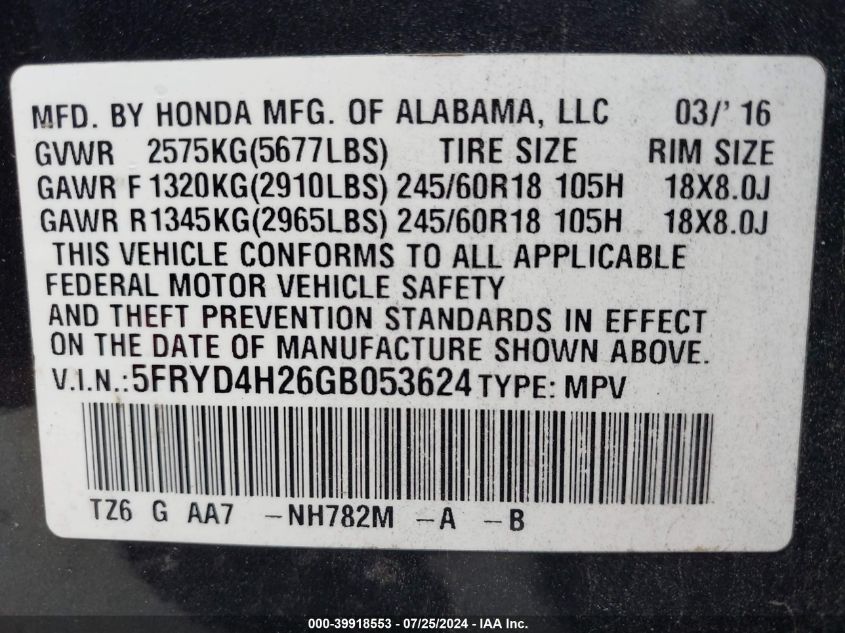 MFD. BY HONDA MFG. OF ALABAMA, LLC 03/' 16
GVWR 2575KG(5677LBS) TIRE SIZE RIM SIZE
GAWR F 1320KG(2910LBS) 245/60R18 105H 18X8.0J
GAWR R 1345KG(2965LBS) 245/60R18 105H 18X8.0J
THIS VEHICLE CONFORMS TO ALL APPLICABLE
FEDERAL MOTOR VEHICLE SAFETY
AND THEFT PREVENTION STANDARDS IN EFFECT
ON THE DATE OF MANUFACTURE SHOWN ABOVE.
V.I.N.: 5FRYD4H26GB053624 TYPE: MPV
TZ6 G AA7 -NH782M -A -B
000-39918553 - 07/25/2024 - IAAI, Inc.